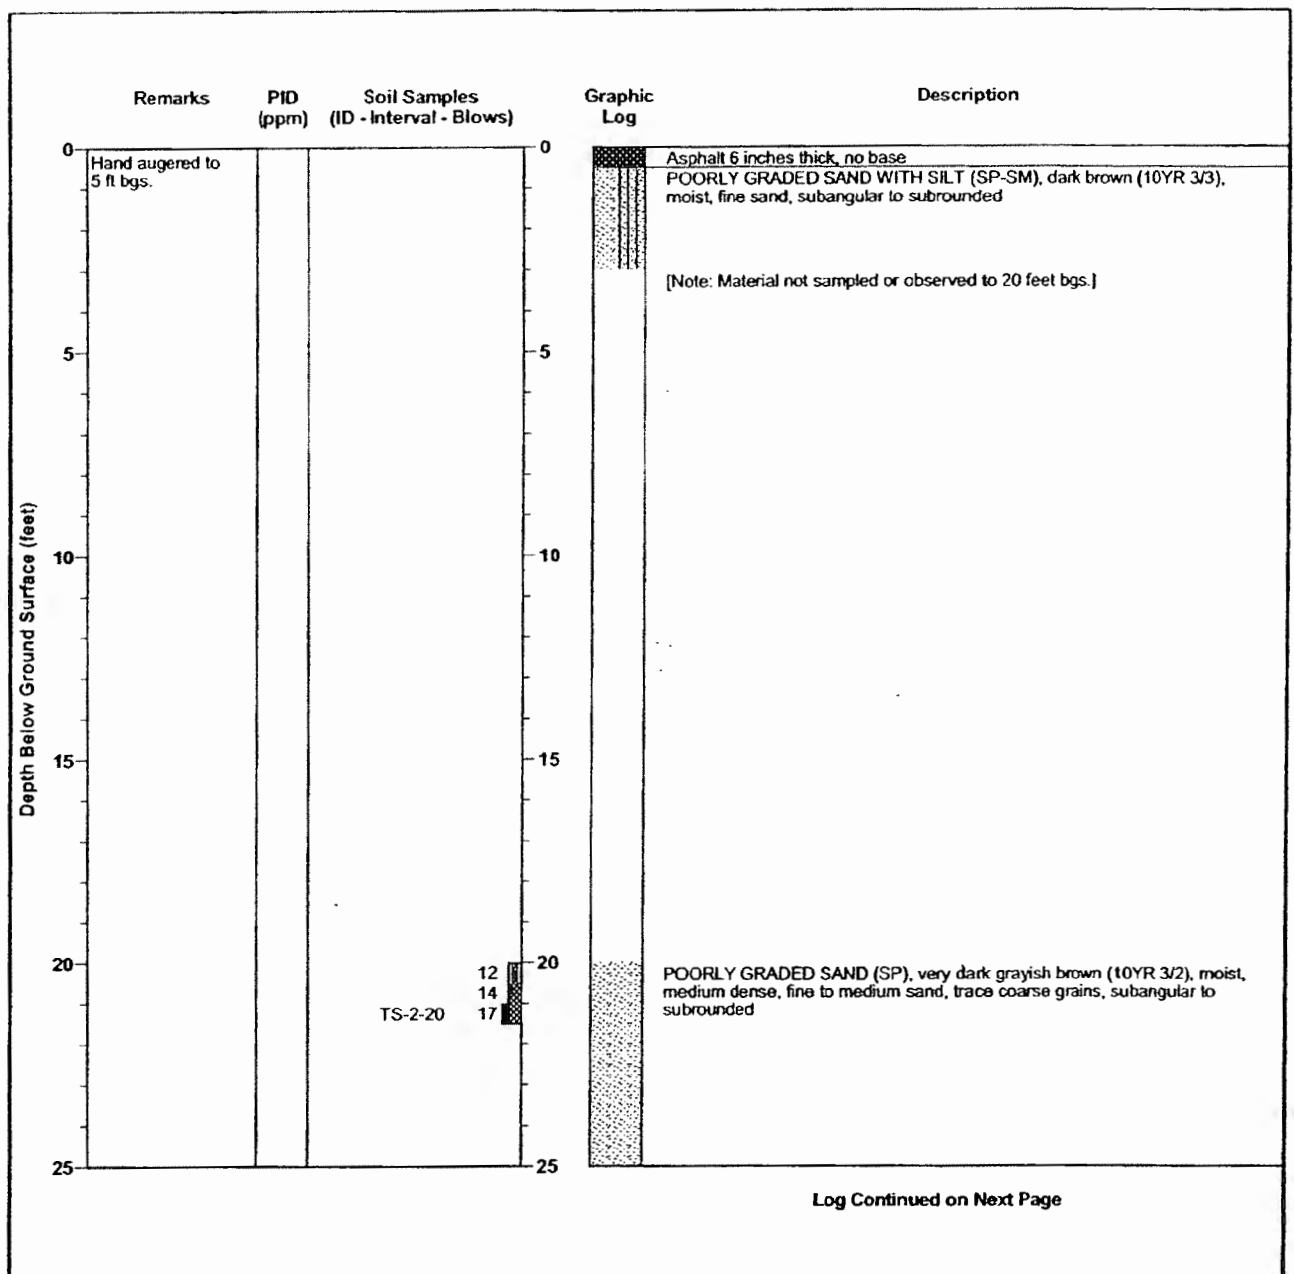 Remarks
PID
(ppm)
Soil Samples
(ID - Interval - Blows)
Graphic
Log
Description
0
0
Hand augered to
5 ft bgs.
Asphalt 6 inches thick, no base
POORLY GRADED SAND WITH SILT (SP-SM), dark brown (10YR 3/3),
moist, fine sand, subangular to subrounded
[Note: Material not sampled or observed to 20 feet bgs.]
5
5
Depth Below Ground Surface (feet)
10
10
15
15
20
20
12
14
TS-2-20 17
POORLY GRADED SAND (SP), very dark grayish brown (10YR 3/2), moist,
medium dense, fine to medium sand, trace coarse grains, subangular to
subrounded
25
25
Log Continued on Next Page